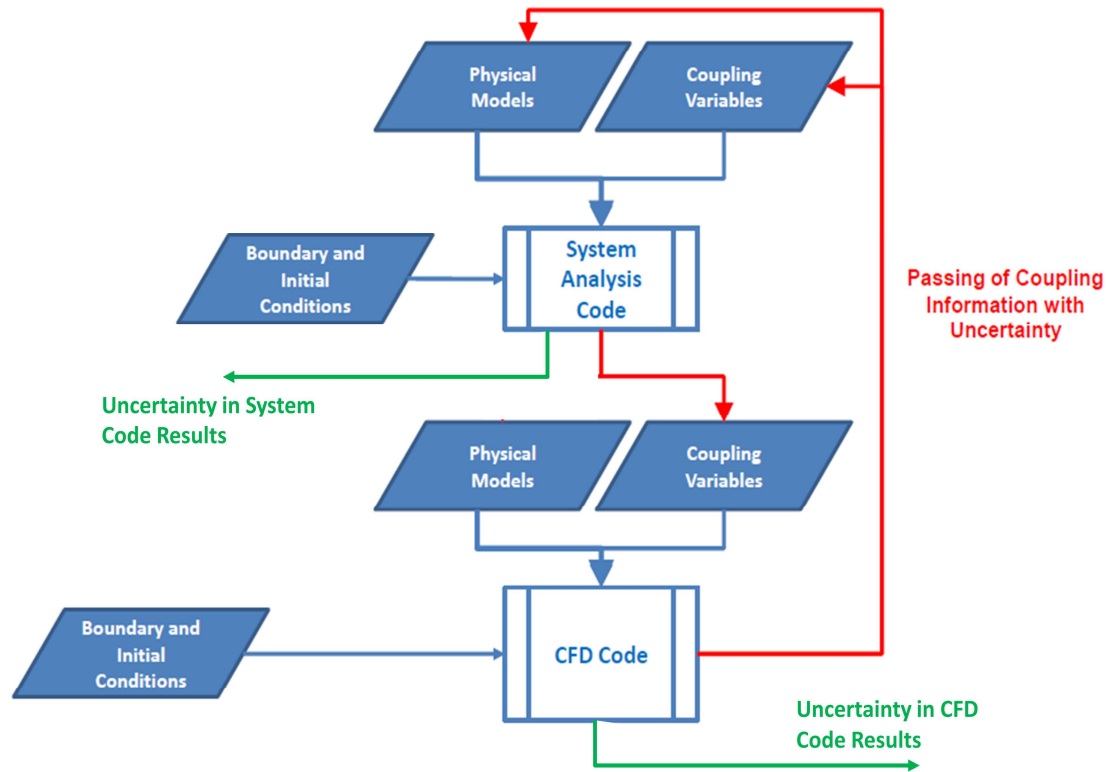 Physical
Models
Coupling
Variables
Boundary and
Initial
Conditions
System
Analysis
Code
Passing of Coupling
Information with
Uncertainty
Uncertainty in System
Code Results
Physical
Models
Coupling
Variables
Boundary and
Initial
Conditions
CFD Code
Uncertainty in CFD
Code Results